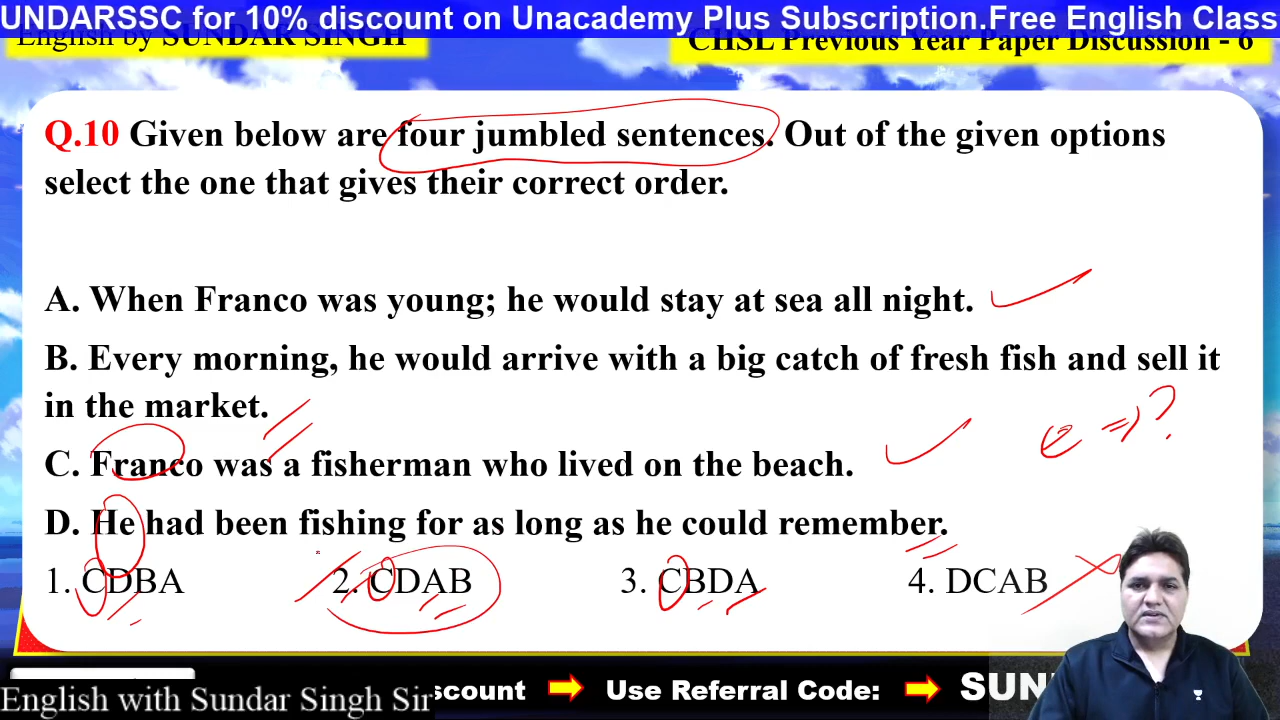 UNDARSSC for 10% discount on Unacademy Plus Subscription.Free English Class
English by SUNDAR SINGH
CHSL Previous Year Paper Discussion - 6
Q.10 Given below are four jumbled sentences. Out of the given options
select the one that gives their correct order.
A. When Franco was young; he would stay at sea all night.
B. Every morning, he would arrive with a big catch of fresh fish and sell it
in the market.
C. Franco was a fisherman who lived on the beach.
D. He had been fishing for as long as he could remember.
1. CDBA 2. CDAB 3. CBDA 4. DCAB
scount Use Referral Code: SUN
English with Sundar Singh Sir